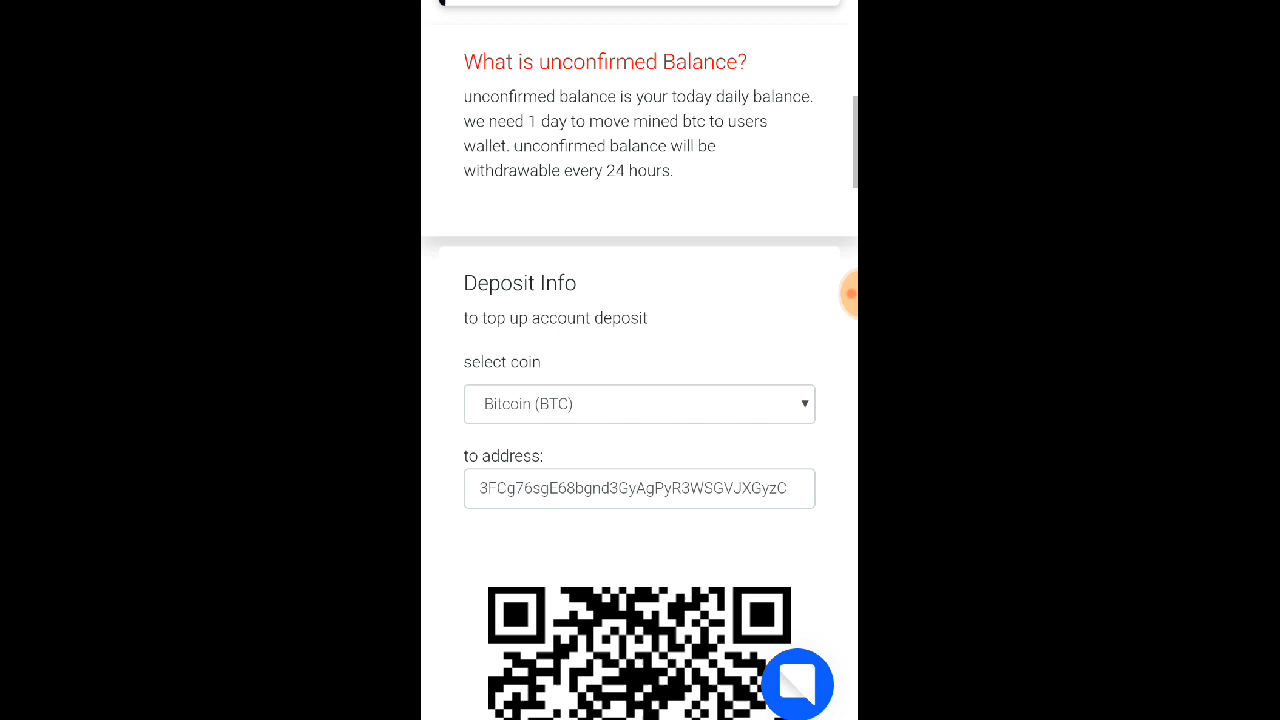 What is unconfirmed Balance?
unconfirmed balance is your today daily balance.
we need 1 day to move mined btc to users
wallet. unconfirmed balance will be
withdrawable every 24 hours.
Deposit Info
to top up account deposit
select coin
Bitcoin (BTC)
to address:
3FCg76sgE68bgnd3GyAgPyR3WSGVJXGyzC